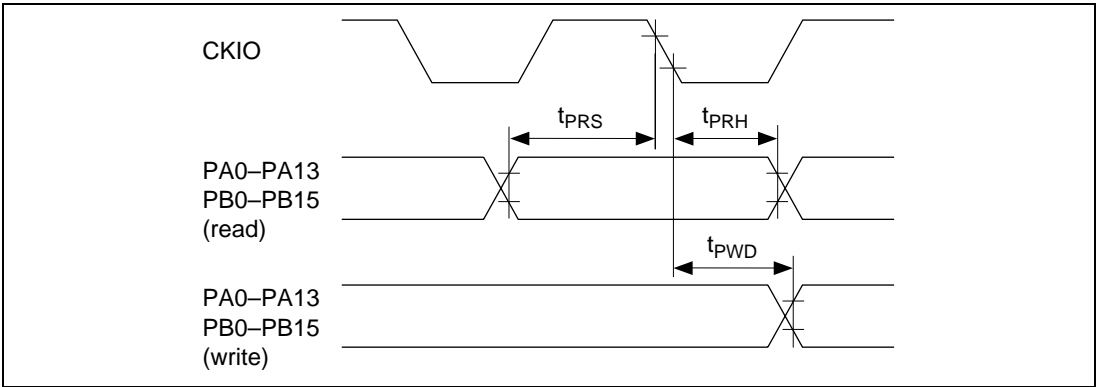 CKIO
tPRS
tPRH
PA0–PA13
PB0–PB15
(read)
tPWD
PA0–PA13
PB0–PB15
(write)